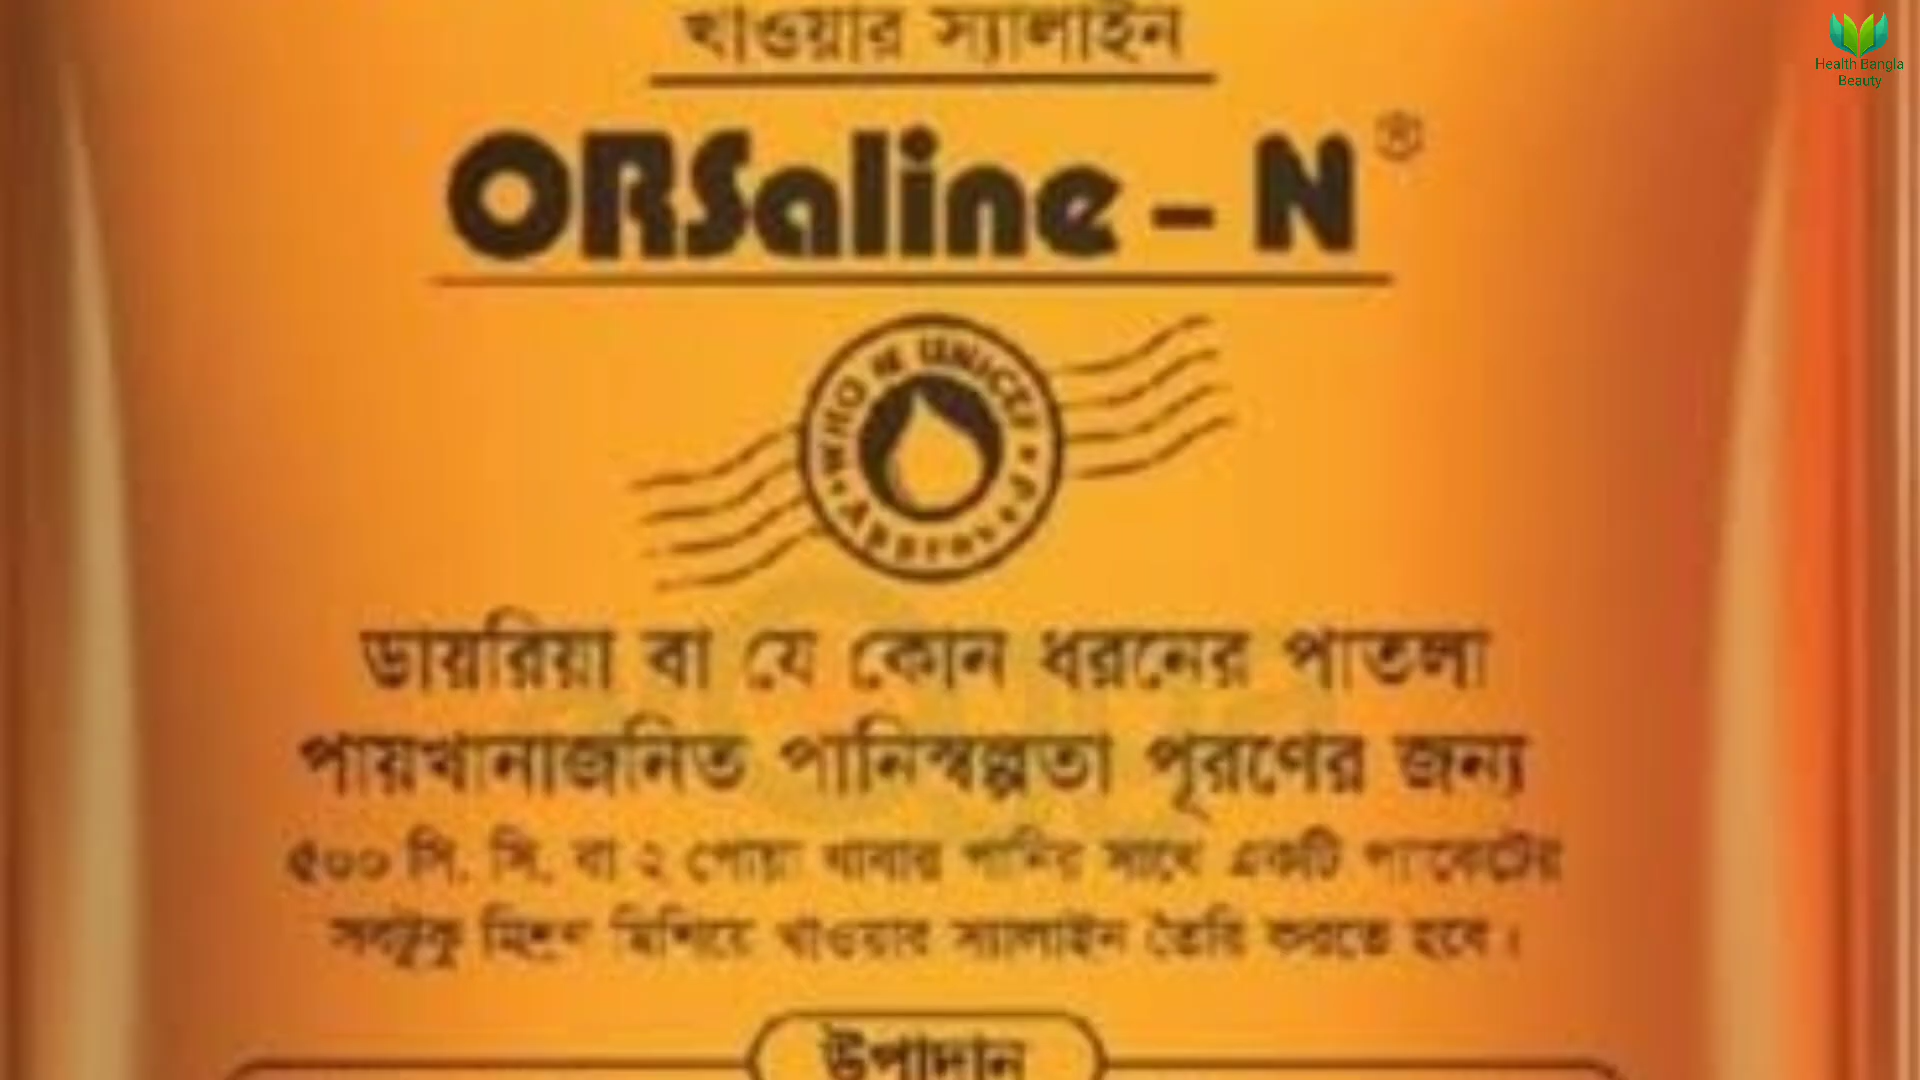 খাওয়ার স্যালাইন
ORSaline - N®
WHO ও UNICEF
Approved
ডায়রিয়া বা যে কোন ধরনের পাতলা
পায়খানাজনিত পানিস্বল্পতা পূরণের জন্য
৫০০ সি. সি. বা ২ পোয়া খাবার পানির সাথে একটি প্যাকেটের
সবটুকু মিশ্রণ মিশিয়ে খাওয়ার স্যালাইন তৈরি করতে হবে।
উপাদান
Health Bangla
Beauty